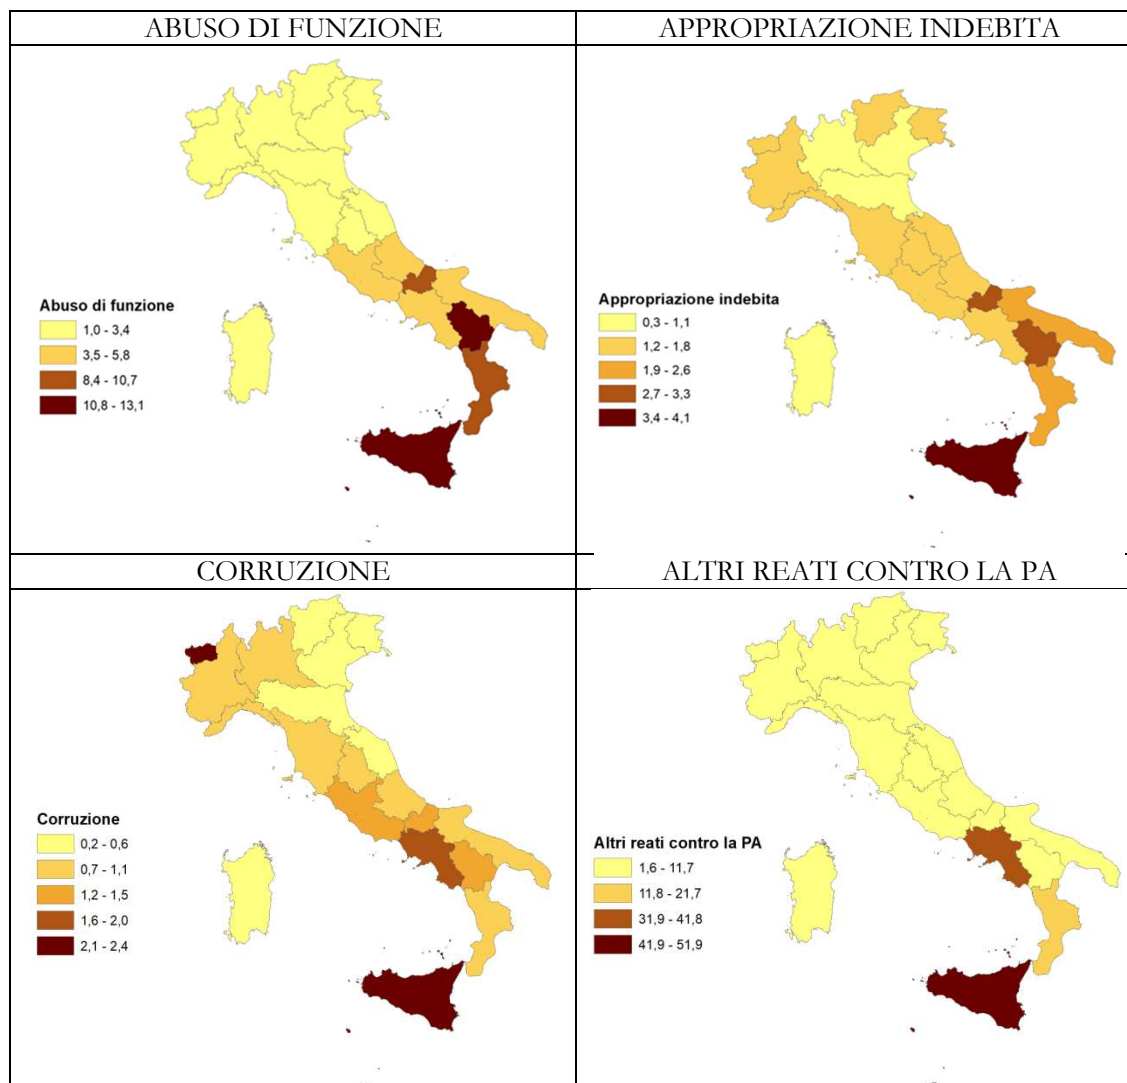 ABUSO DI FUNZIONE
APPROPRIAZIONE INDEBITA
Abuso di funzione
1,0 - 3,4
3,5 - 5,8
8,4 - 10,7
10,8 - 13,1
Appropriazione indebita
0,3 - 1,1
1,2 - 1,8
1,9 - 2,6
2,7 - 3,3
3,4 - 4,1
CORRUZIONE
ALTRI REATI CONTRO LA PA
Corruzione
0,2 - 0,6
0,7 - 1,1
1,2 - 1,5
1,6 - 2,0
2,1 - 2,4
Altri reati contro la PA
1,6 - 11,7
11,8 - 21,7
31,9 - 41,8
41,9 - 51,9